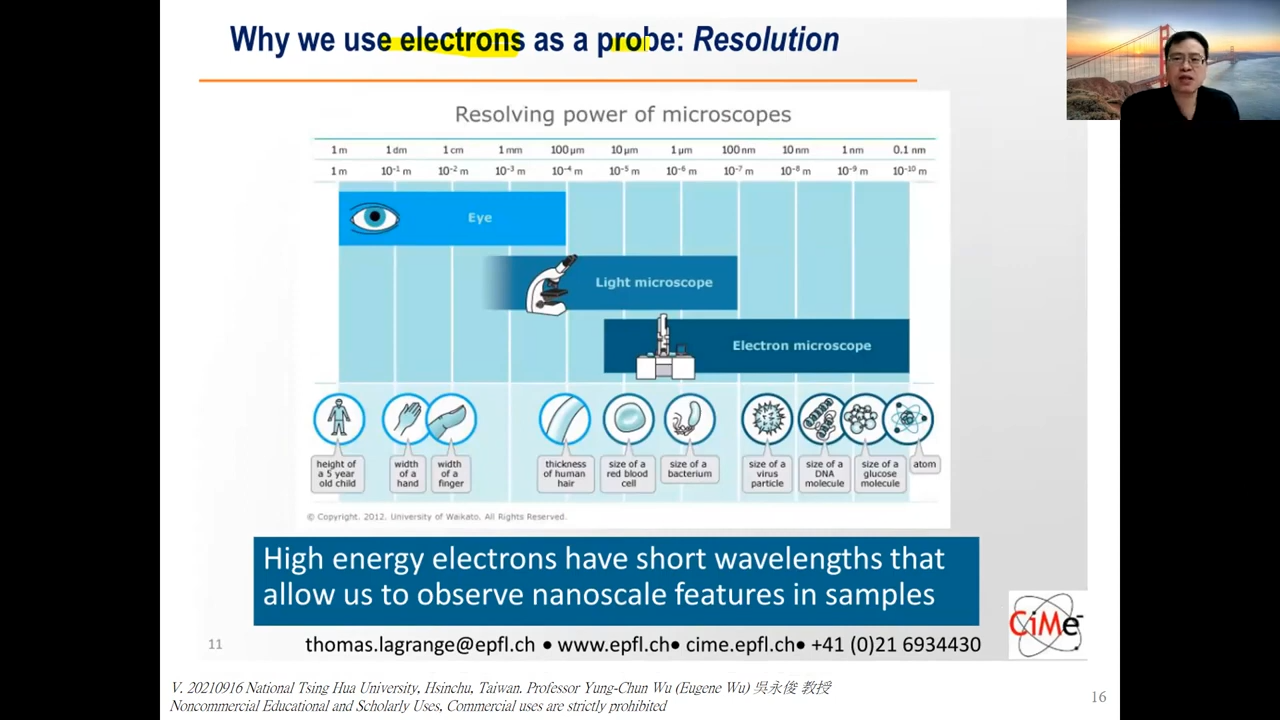 Why we use electrons as a probe: Resolution
Resolving power of microscopes
1 m 1 dm 1 cm 1 mm 100 μm 10 μm 1 μm 100 nm 10 nm 1 nm 0.1 nm
1 m 10⁻¹ m 10⁻² m 10⁻³ m 10⁻⁴ m 10⁻⁵ m 10⁻⁶ m 10⁻⁷ m 10⁻⁸ m 10⁻⁹ m 10⁻¹⁰ m
Eye
Light microscope
Electron microscope
height of
a 5 year
old child
width
of a
hand
width
of a
finger
thickness
of human
hair
size of a
red blood
cell
size of a
bacterium
size of a
virus
particle
size of a
DNA
molecule
size of a
glucose
molecule
atom
© Copyright. 2012. University of Waikato. All Rights Reserved.
High energy electrons have short wavelengths that
allow us to observe nanoscale features in samples
CiMe⁻
11 thomas.lagrange@epfl.ch • www.epfl.ch• cime.epfl.ch• +41 (0)21 6934430
V. 20210916 National Tsing Hua University, Hsinchu, Taiwan. Professor Yung-Chun Wu (Eugene Wu) 吳永俊 教授
Noncommercial Educational and Scholarly Uses, Commercial uses are strictly prohibited
16